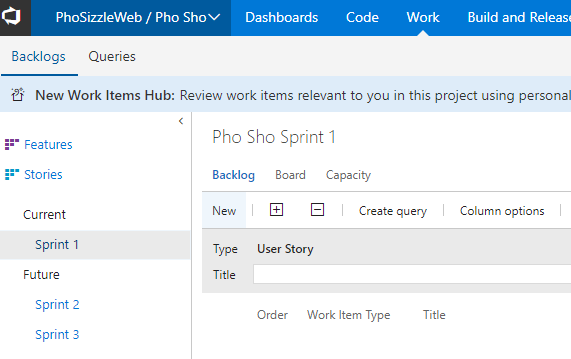 PhoSizzleWeb / Pho Sho Dashboards Code Work Build and Release
Backlogs Queries
New Work Items Hub: Review work items relevant to you in this project using personal
Features
Stories
Current
Sprint 1
Future
Sprint 2
Sprint 3
Pho Sho Sprint 1
Backlog Board Capacity
New Create query Column options
Type User Story
Title
Order Work Item Type Title